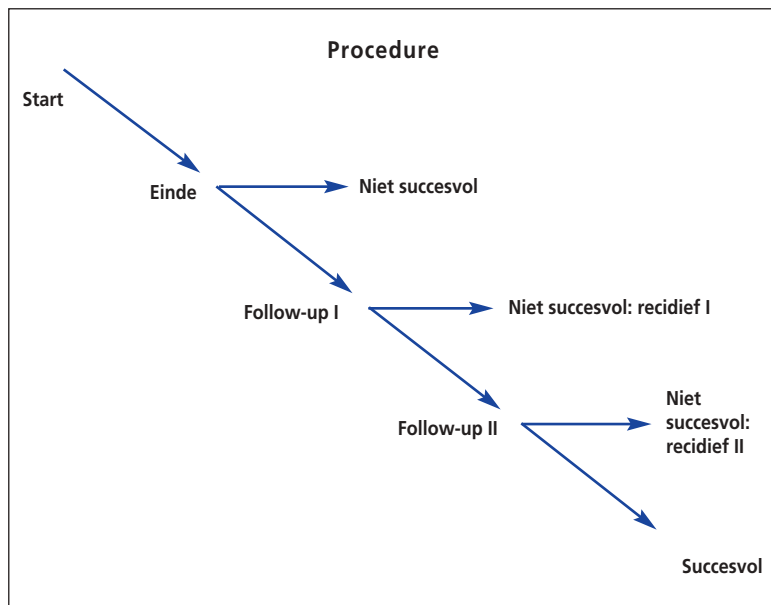 Procedure
Start
Einde
Niet succesvol
Follow-up I
Niet succesvol: recidief I
Follow-up II
Niet
succesvol:
recidief II
Succesvol